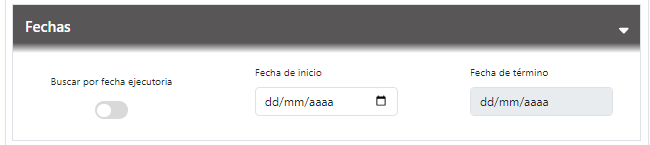 Fechas
Buscar por fecha ejecutoria
Fecha de inicio
dd/mm/aaaa
Fecha de término
dd/mm/aaaa